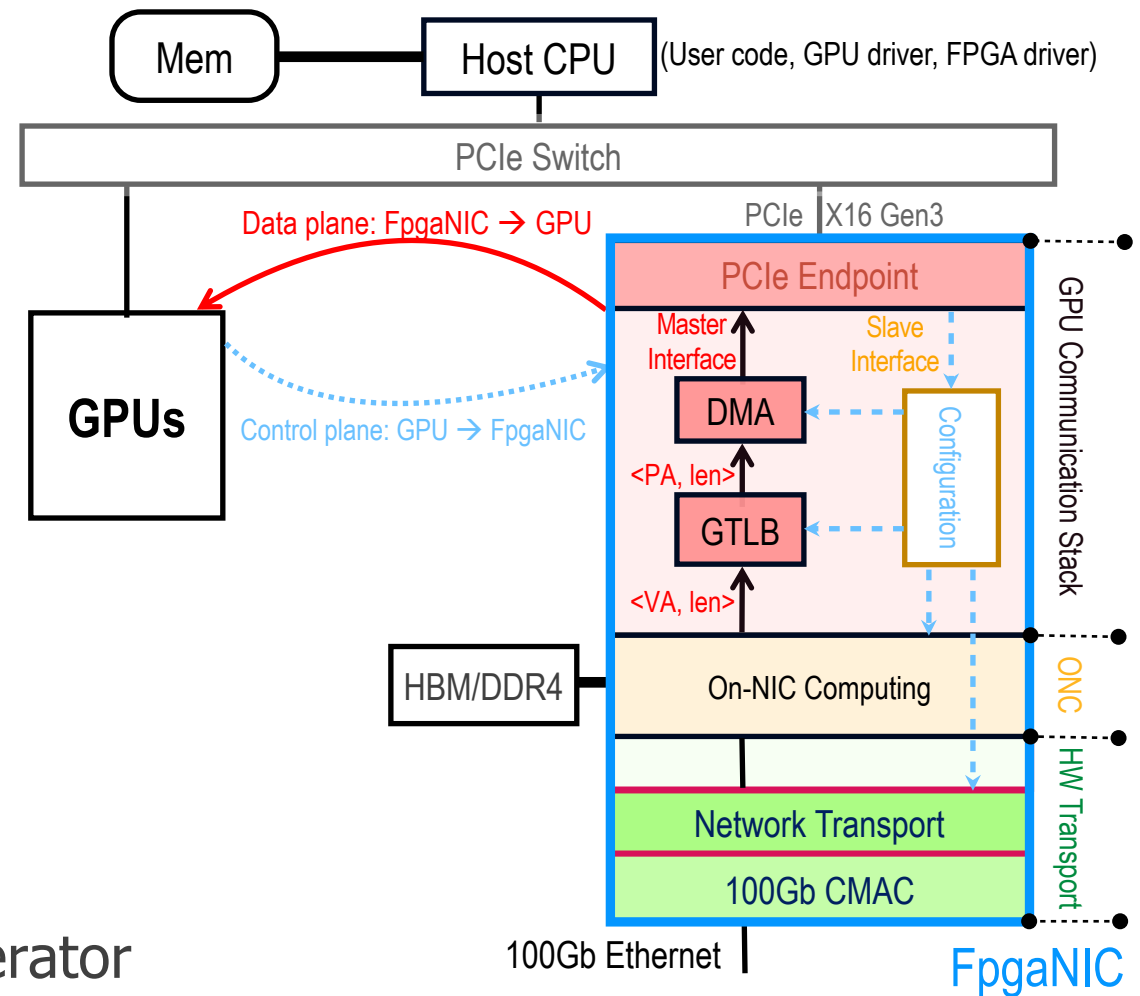 Mem
Host CPU
(User code, GPU driver, FPGA driver)
PCIe Switch
PCIe X16 Gen3
Data plane: FpgaNIC → GPU
PCIe Endpoint
Master
Interface
Slave
Interface
GPUs
DMA
Control plane: GPU → FpgaNIC
Configuration
<PA, len>
GTLB
<VA, len>
GPU Communication Stack
HBM/DDR4
On-NIC Computing
ONC
Network Transport
HW Transport
100Gb CMAC
erator
100Gb Ethernet
FpgaNIC